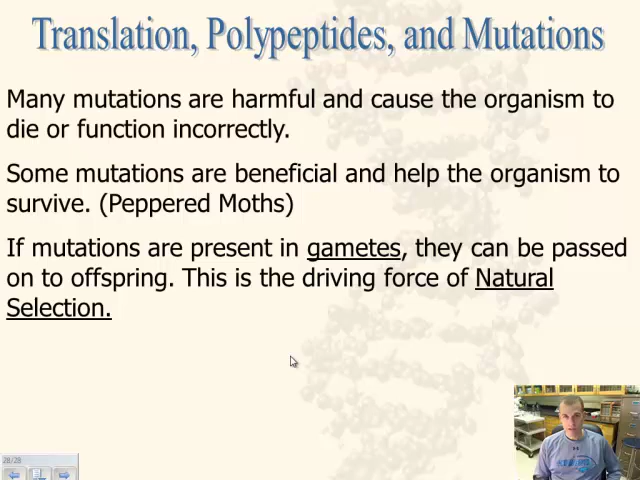 Translation, Polypeptides, and Mutations
Many mutations are harmful and cause the organism to
die or function incorrectly.
Some mutations are beneficial and help the organism to
survive. (Peppered Moths)
If mutations are present in gametes, they can be passed
on to offspring. This is the driving force of Natural
Selection.
28/28